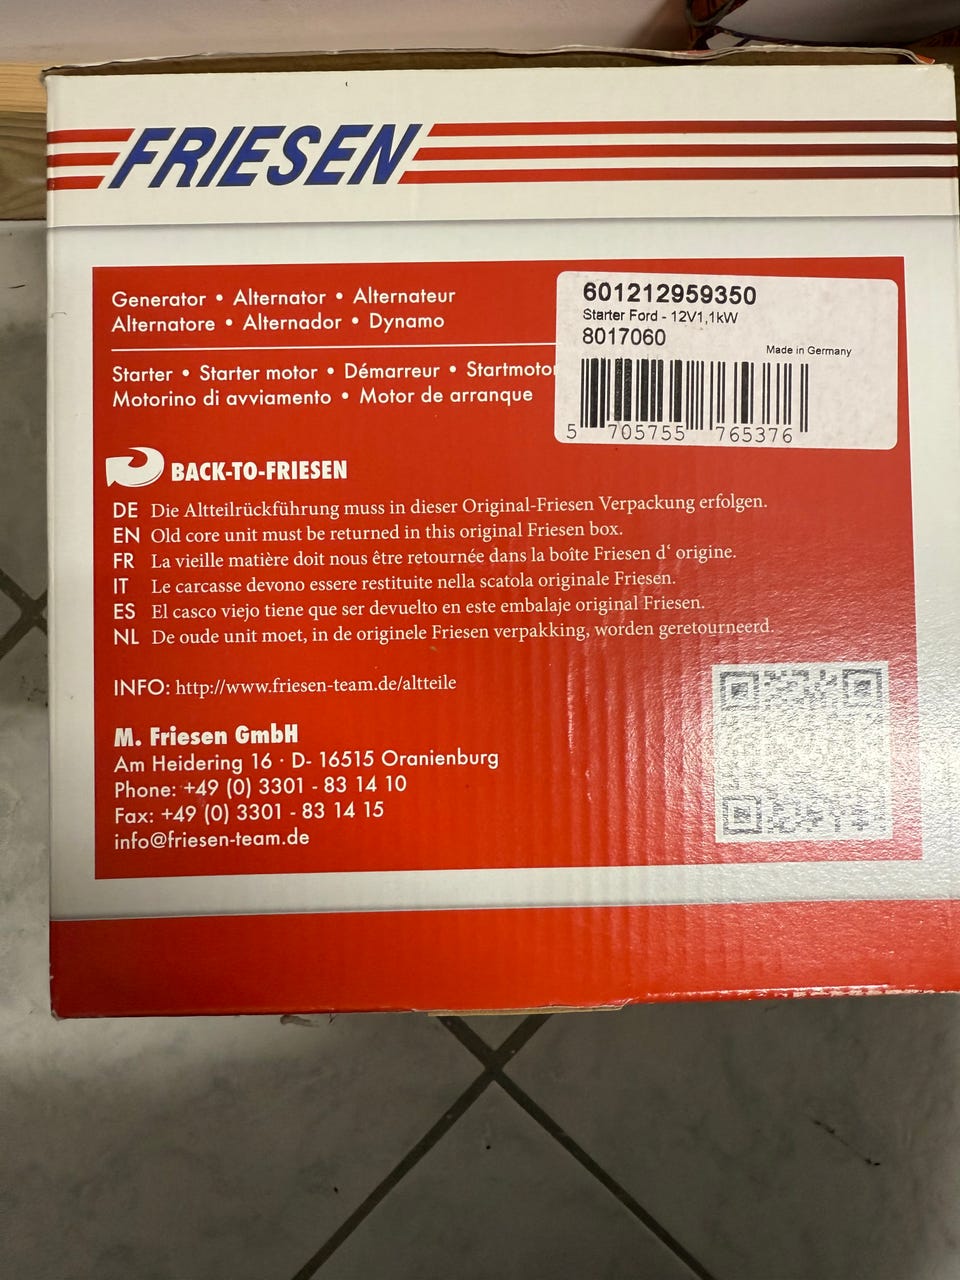 FRIESEN
Generator • Alternator • Alternateur
Alternatore • Alternador • Dynamo
Starter • Starter motor • Démarreur • Startmotor
Motorino di avviamento • Motor de arranque
601212959350
Starter Ford - 12V1,1kW
8017060
Made in Germany
5 705755 765376
BACK-TO-FRIESEN
DE Die Altteilrückführung muss in dieser Original-Friesen Verpackung erfolgen.
EN Old core unit must be returned in this original Friesen box.
FR La vieille matière doit nous être retournée dans la boîte Friesen d‘ origine.
IT Le carcasse devono essere restituite nella scatola originale Friesen.
ES El casco viejo tiene que ser devuelto en este embalaje original Friesen.
NL De oude unit moet, in de originele Friesen verpakking, worden geretourneerd.
INFO: http://www.friesen-team.de/altteile
M. Friesen GmbH
Am Heidering 16 · D- 16515 Oranienburg
Phone: +49 (0) 3301 - 83 14 10
Fax: +49 (0) 3301 - 83 14 15
info@friesen-team.de